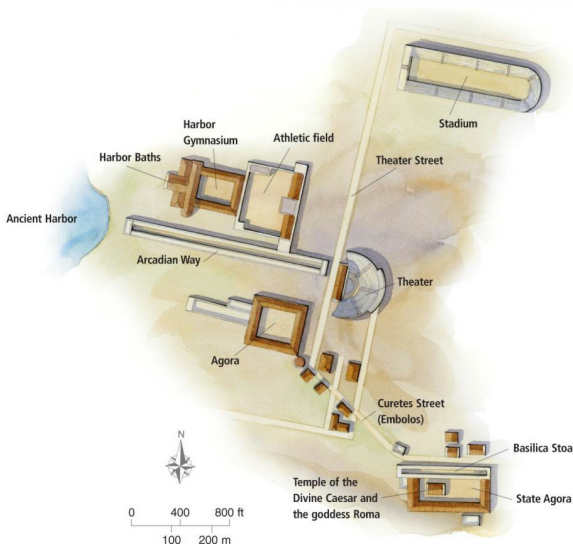 Stadium
Harbor
Gymnasium
Athletic field
Harbor Baths
Theater Street
Ancient Harbor
Arcadian Way
Theater
Agora
Curetes Street
(Embolos)
N
Basilica Stoa
Temple of the
Divine Caesar and
the goddess Roma
State Agora
0 400 800 ft
100 200 m